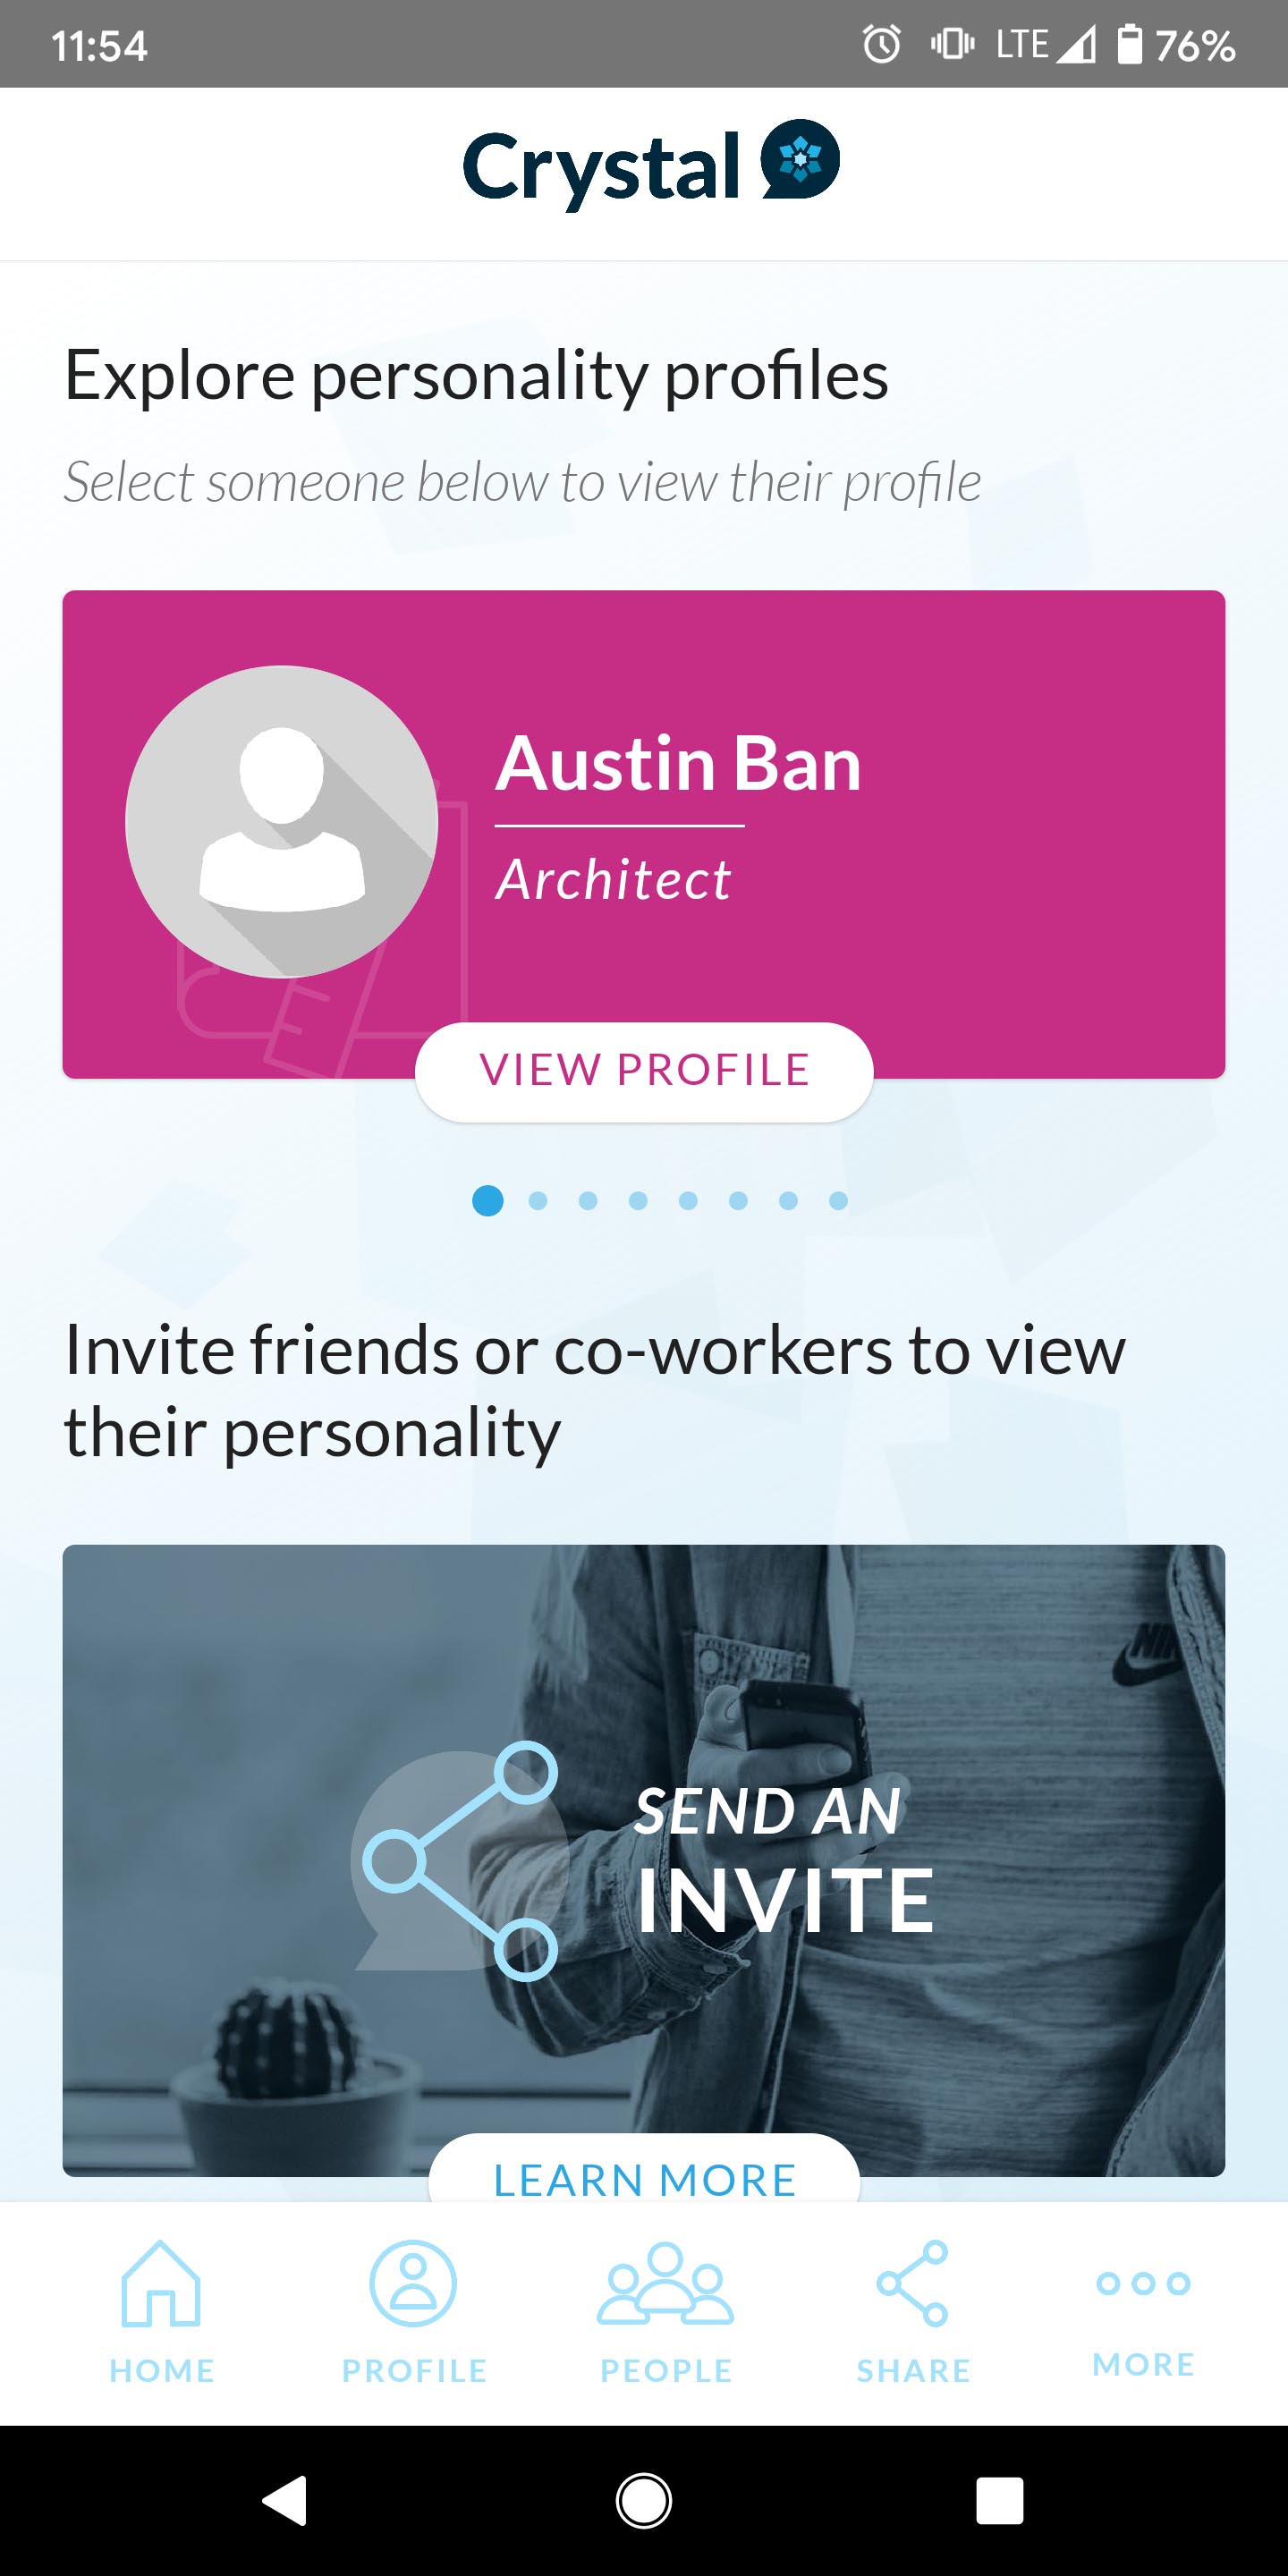 11:54
LTE
76%
Crystal
Explore personality profiles
Select someone below to view their profile
Austin Ban
Architect
VIEW PROFILE
Invite friends or co-workers to view
their personality
SEND AN
INVITE
LEARN MORE
HOME
PROFILE
PEOPLE
SHARE
MORE